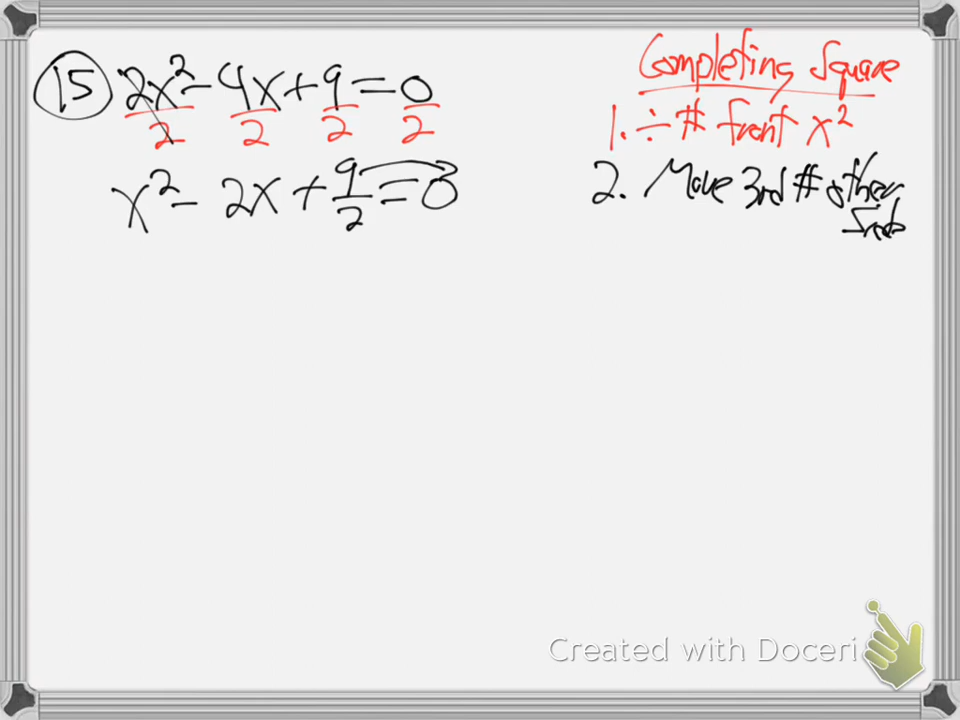 15 2x² - 4x + 9 = 0
2 2 2 2
x² - 2x + 9/2 = 0
Completing Square
1. ÷ # front x²
2. Move 3rd # other
Side
Created with Doceri